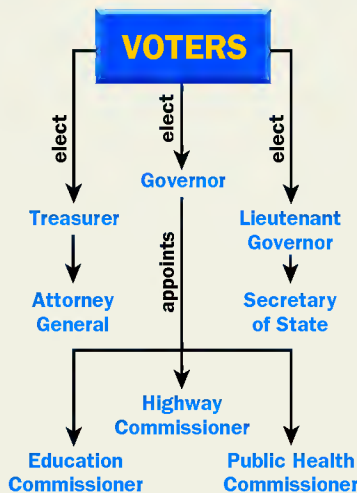 VOTERS
elect
elect
elect
Governor
Treasurer
Lieutenant
Governor
appoints
Attorney
General
Secretary
of State
Highway
Commissioner
Education
Commissioner
Public Health
Commissioner